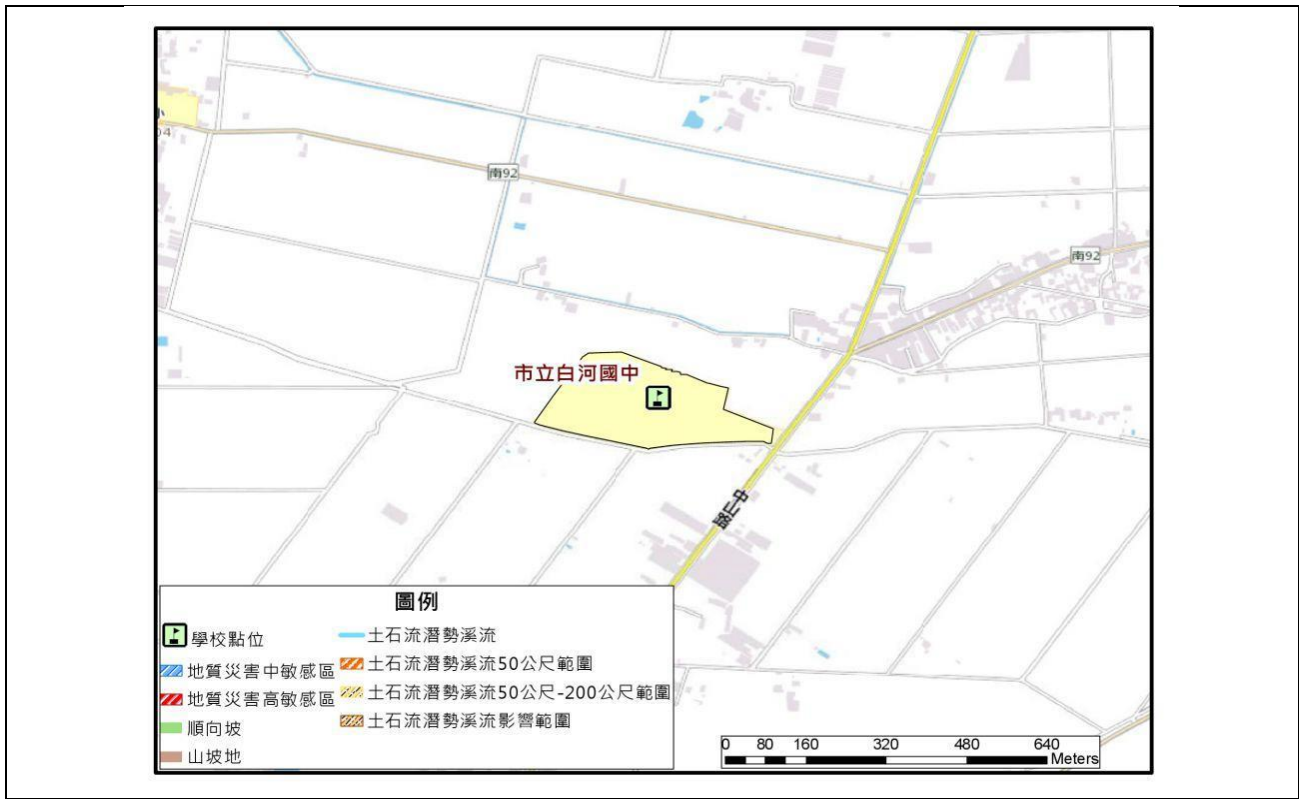 小
04
南92
南92
市立白河國中
中山路
圖例
學校點位
地質災害中敏感區
地質災害高敏感區
順向坡
山坡地
土石流潛勢溪流
土石流潛勢溪流50公尺範圍
土石流潛勢溪流50公尺-200公尺範圍
土石流潛勢溪流影響範圍
0 80 160 320 480 640
Meters